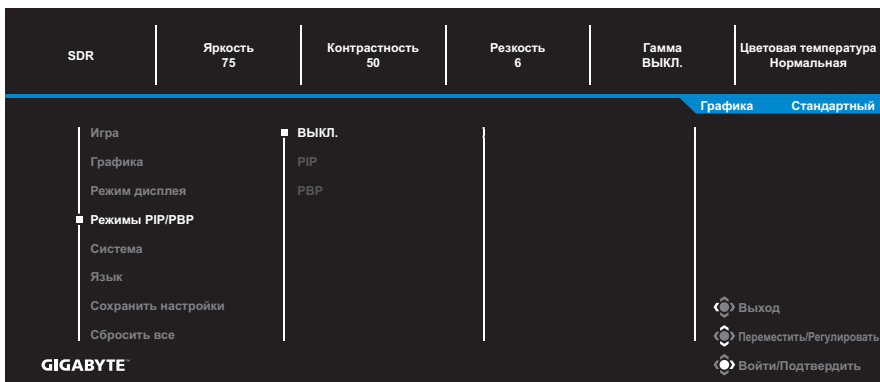 SDR
Яркость
75
Контрастность
50
Резкость
6
Гамма
ВЫКЛ.
Цветовая температура
Нормальная
Графика Стандартный
Игра
Графика
Режим дисплея
Режимы PIP/PBP
Система
Язык
Сохранить настройки
Сбросить все
ВЫКЛ.
PIP
PBP
Выход
Переместить/Регулировать
Войти/Подтвердить
GIGABYTE™